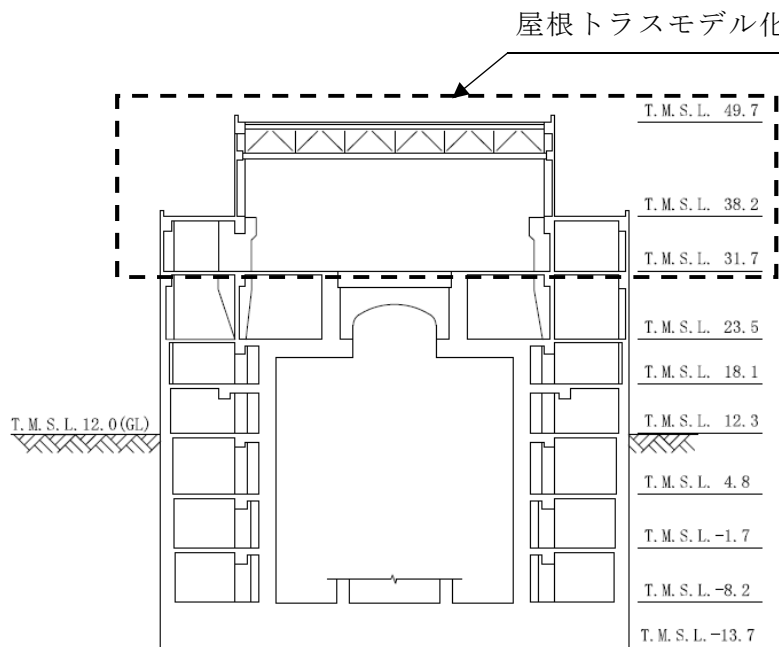 屋根トラスモデル化
T.M.S.L. 49.7
T.M.S.L. 38.2
T.M.S.L. 31.7
T.M.S.L. 23.5
T.M.S.L. 18.1
T.M.S.L.12.0(GL)
T.M.S.L. 12.3
T.M.S.L. 4.8
T.M.S.L.-1.7
T.M.S.L.-8.2
T.M.S.L.-13.7